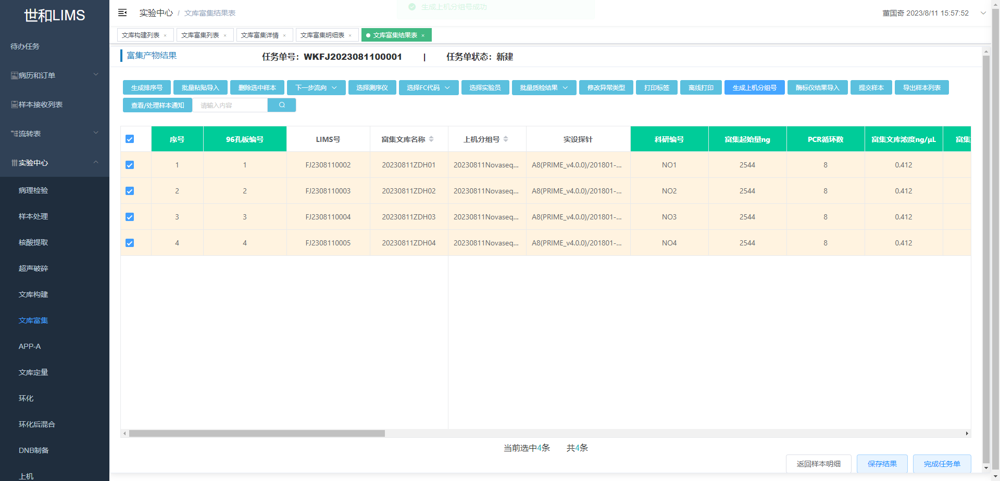 世和LIMS
待办任务
病历和订单
样本接收列表
流转表
实验中心
病理检验
样本处理
核酸提取
超声破碎
文库构建
文库富集
APP-A
文库定量
环化
环化后混合
DNB制备
上机
实验中心 / 文库富集结果表
生成上机分组号成功
董国奇 2023/8/11 15:57:52
文库构建列表 × 文库富集列表 × 文库富集详情 × 文库富集明细表 × 文库富集结果表 ×
富集产物结果 任务单号：WKFJ2023081100001 | 任务单状态：新建
生成排序号 批量粘贴导入 删除选中样本 下一步流向 选择测序仪 选择FC代码 选择实验员 批量质检结果 修改异常类型 打印标签 离线打印 生成上机分组号 酶标仪结果导入 提交样本 导出样本列表
查看/处理样本通知 请输入内容
序号 96孔板编号 LIMS号 富集文库名称 上机分组号 实设探针 科研编号 富集起始量ng PCR循环数 富集文库浓度ng/μL 富集
1 1 FJ2308110002 20230811ZDH01 20230811Novaseq... A8(PRIME_v4.0.0)/201801-... NO1 2544 8 0.412
2 2 FJ2308110003 20230811ZDH02 20230811Novaseq... A8(PRIME_v4.0.0)/201801-... NO2 2544 8 0.412
3 3 FJ2308110004 20230811ZDH03 20230811Novaseq... A8(PRIME_v4.0.0)/201801-... NO3 2544 8 0.412
4 4 FJ2308110005 20230811ZDH04 20230811Novaseq... A8(PRIME_v4.0.0)/201801-... NO4 2544 8 0.412
当前选中4条 共4条
返回样本明细 保存结果 完成任务单